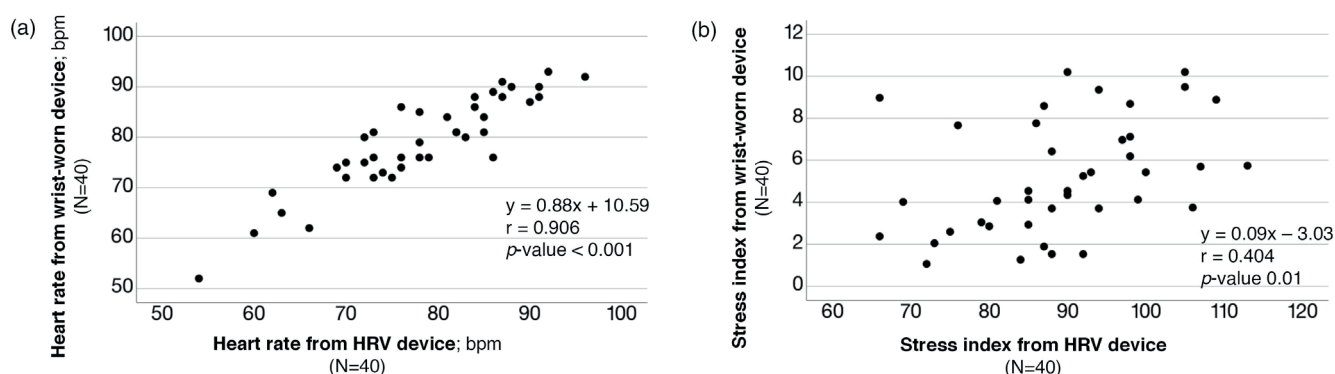 (a)
Heart rate from wrist-worn device; bpm
(N=40)
100
90
80
70
60
50
y = 0.88x + 10.59
r = 0.906
p-value < 0.001
50 60 70 80 90 100
Heart rate from HRV device; bpm
(N=40)
(b)
Stress index from wrist-worn device
(N=40)
12
10
8
6
4
2
0
y = 0.09x – 3.03
r = 0.404
p-value 0.01
60 70 80 90 100 110 120
Stress index from HRV device
(N=40)